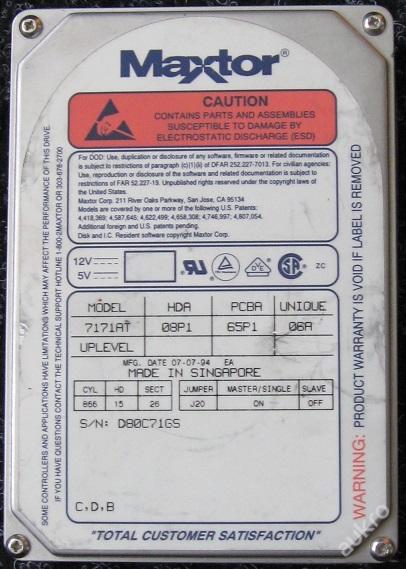 Maxtor®
CAUTION
CONTAINS PARTS AND ASSEMBLIES
SUSCEPTIBLE TO DAMAGE BY
ELECTROSTATIC DISCHARGE (ESD)
For DOD: Use, duplication or disclosure of any software, firmware or related documentation
is subject to restrictions of paragraph (c)(1)(ii) of DFAR 252.227-7013. For Civilian agencies:
Use, reproduction or disclosure of the software and related documentation is subject to
restrictions of FAR 52.227-19. Unpublished rights reserved under the copyright laws of
the United States.
Maxtor Corp. 211 River Oaks Parkway, San Jose, CA 95134
Models are covered by one or more of the following U.S. Patents:
4,418,369; 4,587,645; 4,622,499; 4,658,308; 4,746,997; 4,807,054.
Additional foreign and U.S. patents pending.
Disk and I.C. Resident software copyright Maxtor Corp.
12V
5V
VDE
ZC
MODEL HDA PCBA UNIQUE
7171AT 08P1 65P1 06A
UPLEVEL
MFG. DATE 07-07-94 EA
MADE IN SINGAPORE
CYL HD SECT JUMPER MASTER/SINGLE SLAVE
866 15 26 J20 ON OFF
S/N: D80C71GS
C,D,B
"TOTAL CUSTOMER SATISFACTION"
SOME CONTROLLERS AND APPLICATIONS HAVE LIMITATIONS WHICH MAY AFFECT THE PERFORMANCE OF THIS DRIVE.
IF YOU HAVE QUESTIONS CONTACT THE TECHNICAL SUPPORT HOTLINE 1-800-2MAXTOR OR 303-678-2700
WARNING: PRODUCT WARRANTY IS VOID IF LABEL IS REMOVED
aukro